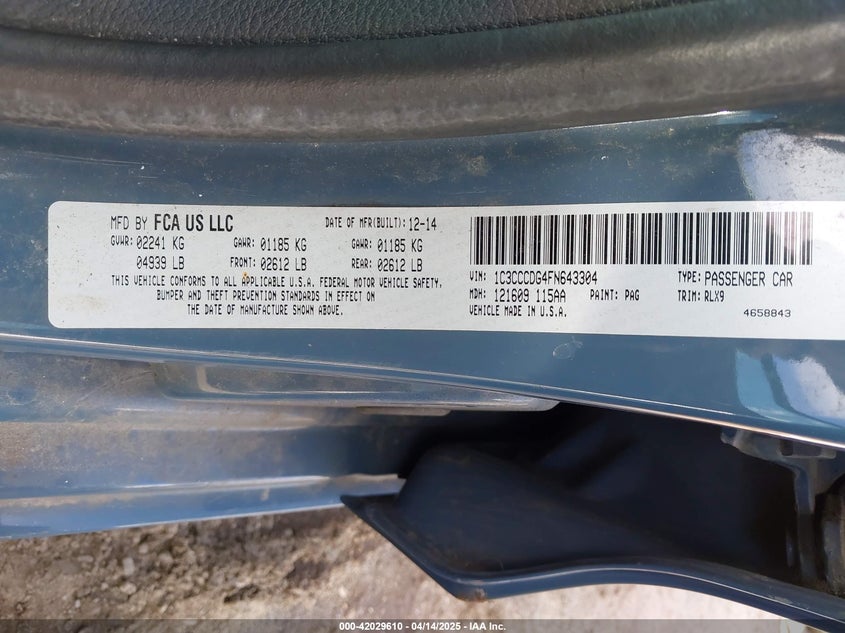 MFD BY FCA US LLC DATE OF MFR(BUILT): 12-14
GVWR: 02241 KG GAWR: 01185 KG GAWR: 01185 KG
04939 LB FRONT: 02612 LB REAR: 02612 LB
THIS VEHICLE CONFORMS TO ALL APPLICABLE U.S.A. FEDERAL MOTOR VEHICLE SAFETY,
BUMPER AND THEFT PREVENTION STANDARDS IN EFFECT ON
THE DATE OF MANUFACTURE SHOWN ABOVE.
VIN: 1C3CCCDG4FN643304 TYPE: PASSENGER CAR
MDH: 121609 115AA PAINT: PAG TRIM: RLX9
VEHICLE MADE IN U.S.A. 4658843
000-42029610 - 04/14/2025 - IAA Inc.